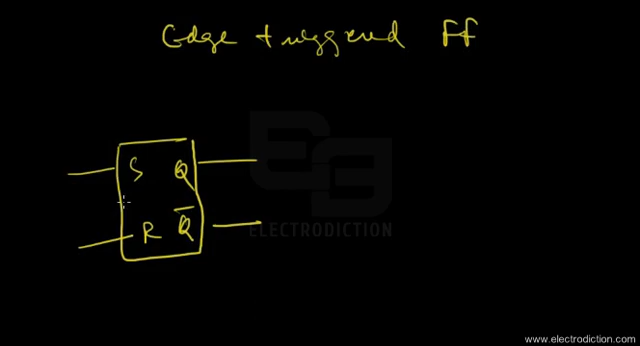 Edge triggered FF
S Q
R Q̅
ELECTRODICTION
www.electrodiction.com